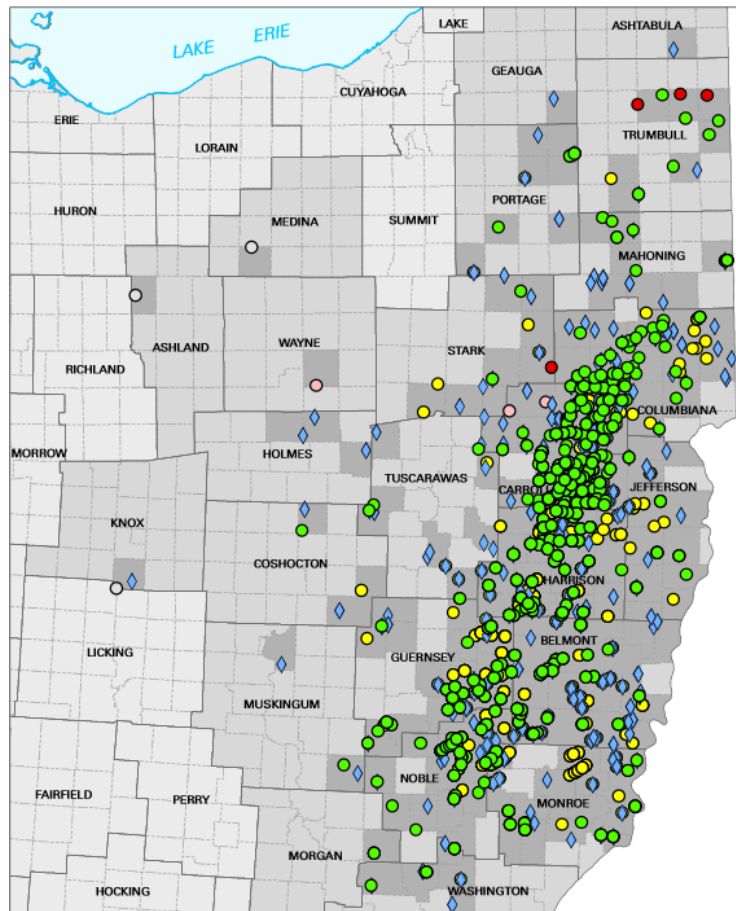 LAKE
ASHTABULA
LAKE ERIE
GEAUGA
CUYAHOGA
ERIE
TRUMBULL
LORAIN
PORTAGE
HURON
MEDINA
SUMMIT
MAHONING
WAYNE
ASHLAND
STARK
RICHLAND
COLUMBIANA
MORROW
HOLMES
TUSCARAWAS
CARROLL
JEFFERSON
KNOX
COSHOCTON
HARRISON
LICKING
BELMONT
GUERNSEY
MUSKINGUM
NOBLE
FAIRFIELD
PERRY
MONROE
MORGAN
HOCKING
WASHINGTON